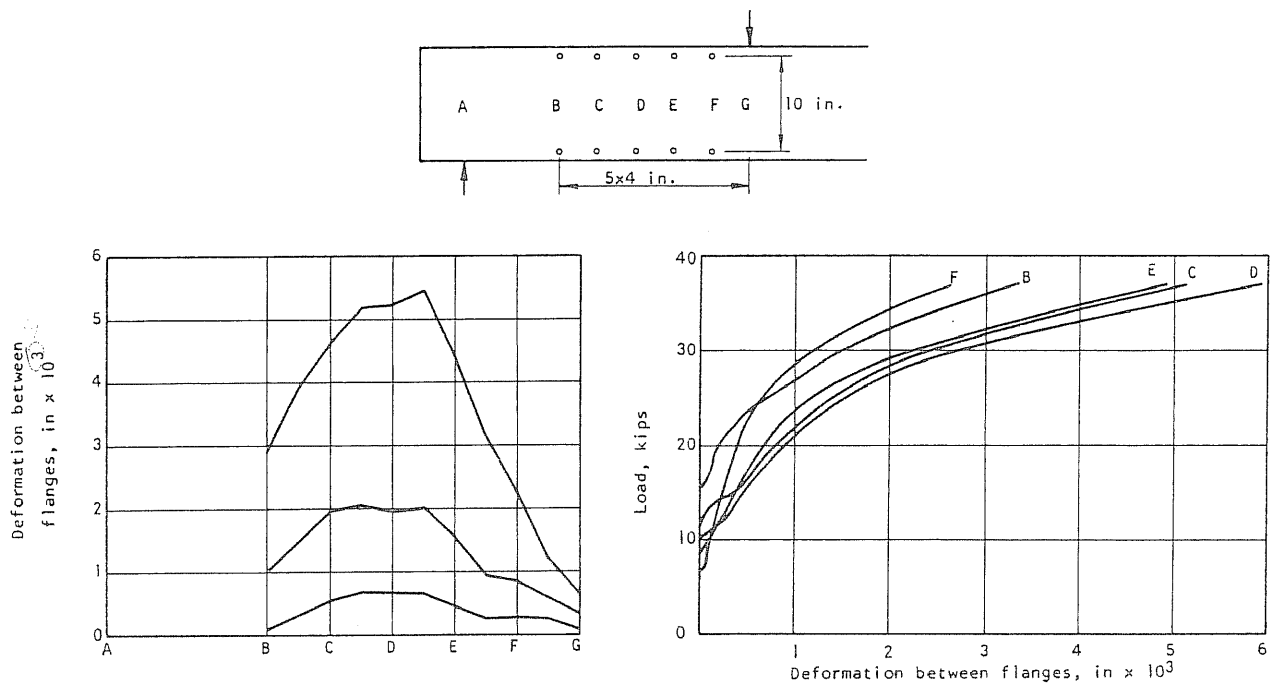 A B C D E F G 10 in.
5x4 in.
Deformation between
flanges, in x 103
6
5
4
3
2
1
0
A B C D E F G
Load, kips
40
30
20
10
0
F B E C D
1 2 3 4 5 6
Deformation between flanges, in x 103